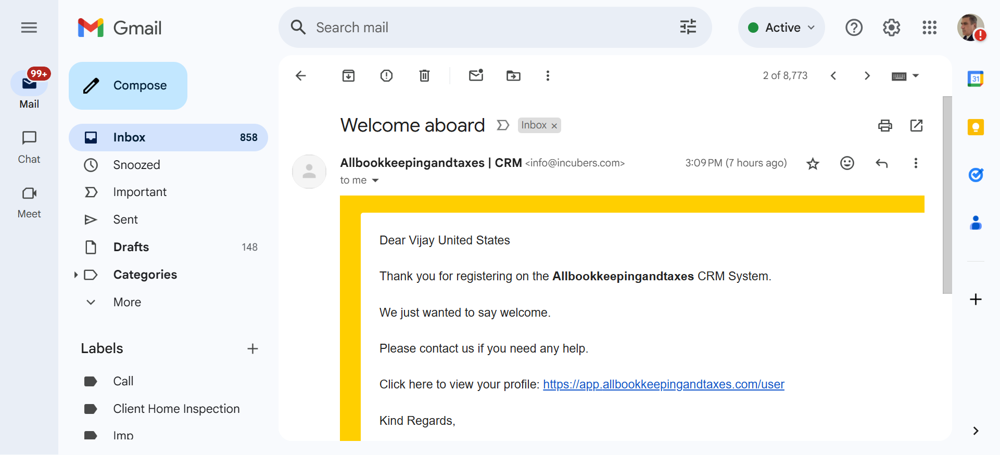 Gmail
Search mail
Active
99+
Mail
Chat
Meet
Compose
Inbox 858
Snoozed
Important
Sent
Drafts 148
Categories
More
Labels
Call
Client Home Inspection
Imp
2 of 8,773
Welcome aboard Inbox ×
Allbookkeepingandtaxes | CRM <info@incubers.com> 3:09 PM (7 hours ago)
to me
Dear Vijay United States
Thank you for registering on the Allbookkeepingandtaxes CRM System.
We just wanted to say welcome.
Please contact us if you need any help.
Click here to view your profile: https://app.allbookkeepingandtaxes.com/user
Kind Regards,
31